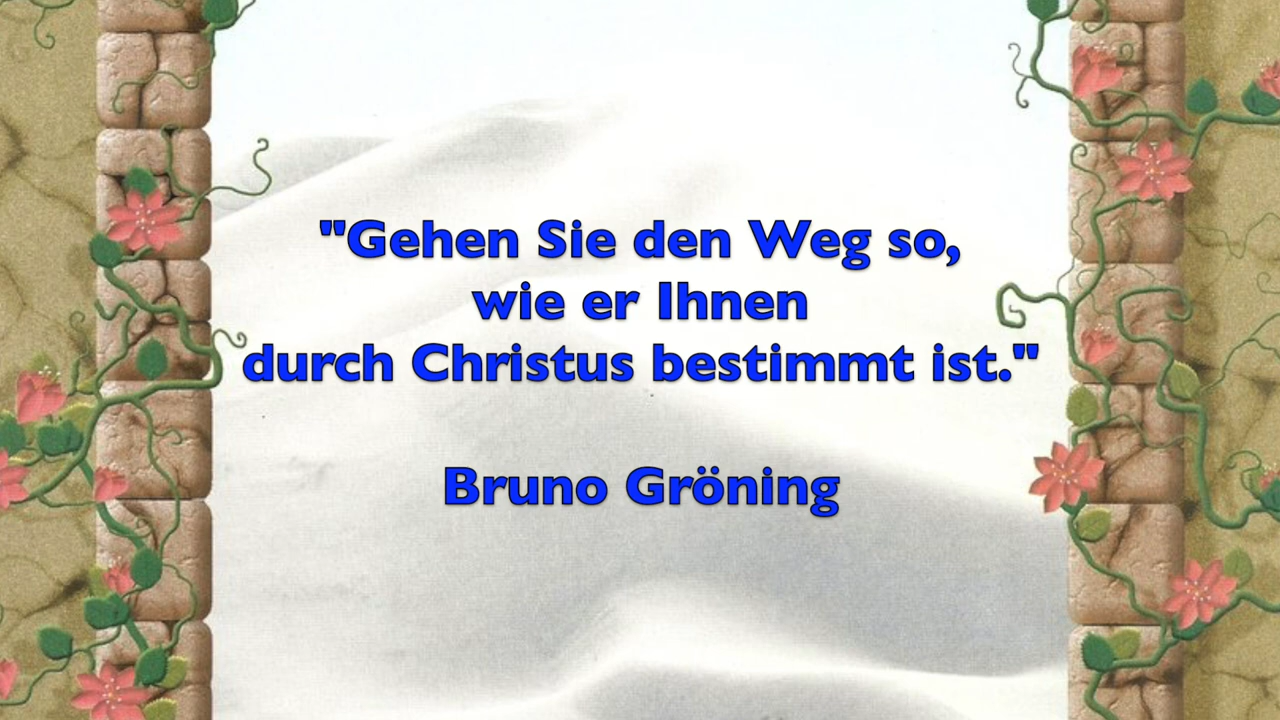 "Gehen Sie den Weg so,
wie er Ihnen
durch Christus bestimmt ist."
Bruno Gröning